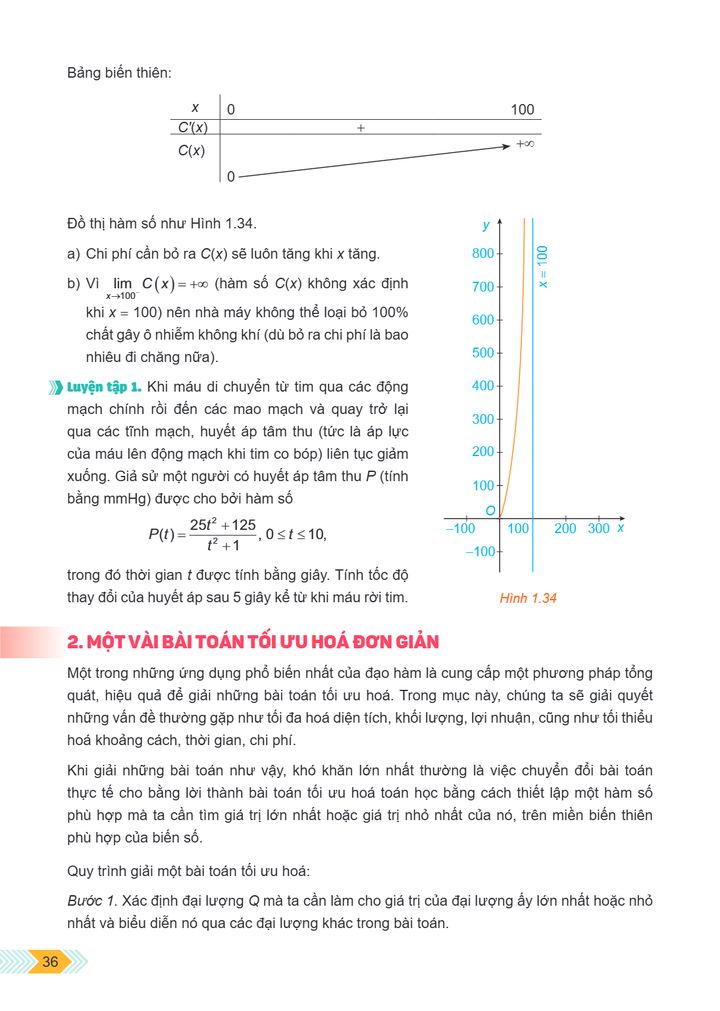 Bảng biến thiên:
x 0 100
C'(x) +
C(x) +∞
0
Đồ thị hàm số như Hình 1.34.
a) Chi phí cần bỏ ra C(x) sẽ luôn tăng khi x tăng.
b) Vì lim C(x) = +∞ (hàm số C(x) không xác định
x→100⁻
khi x = 100) nên nhà máy không thể loại bỏ 100%
chất gây ô nhiễm không khí (dù bỏ ra chi phí là bao
nhiêu đi chăng nữa).
Luyện tập 1. Khi máu di chuyển từ tim qua các động
mạch chính rồi đến các mao mạch và quay trở lại
qua các tĩnh mạch, huyết áp tâm thu (tức là áp lực
của máu lên động mạch khi tim co bóp) liên tục giảm
xuống. Giả sử một người có huyết áp tâm thu P (tính
bằng mmHg) được cho bởi hàm số
P(t) = (25t² + 125)/(t² + 1), 0 ≤ t ≤ 10,
trong đó thời gian t được tính bằng giây. Tính tốc độ
thay đổi của huyết áp sau 5 giây kể từ khi máu rời tim.
y
800
x = 100
700
600
500
400
300
200
100
O
–100 100 200 300 x
–100
Hình 1.34
2. MỘT VÀI BÀI TOÁN TỐI ƯU HOÁ ĐƠN GIẢN
Một trong những ứng dụng phổ biến nhất của đạo hàm là cung cấp một phương pháp tổng
quát, hiệu quả để giải những bài toán tối ưu hoá. Trong mục này, chúng ta sẽ giải quyết
những vấn đề thường gặp như tối đa hoá diện tích, khối lượng, lợi nhuận, cũng như tối thiểu
hoá khoảng cách, thời gian, chi phí.
Khi giải những bài toán như vậy, khó khăn lớn nhất thường là việc chuyển đổi bài toán
thực tế cho bằng lời thành bài toán tối ưu hoá toán học bằng cách thiết lập một hàm số
phù hợp mà ta cần tìm giá trị lớn nhất hoặc giá trị nhỏ nhất của nó, trên miền biến thiên
phù hợp của biến số.
Quy trình giải một bài toán tối ưu hoá:
Bước 1. Xác định đại lượng Q mà ta cần làm cho giá trị của đại lượng ấy lớn nhất hoặc nhỏ
nhất và biểu diễn nó qua các đại lượng khác trong bài toán.
36